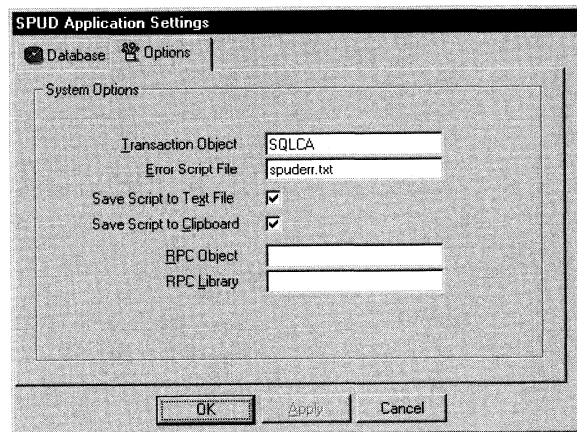 SPUD Application Settings
Database Options
System Options
Transaction Object SQLCA
Error Script File spuderr.txt
Save Script to Text File
Save Script to Clipboard
RPC Object
RPC Library
OK Apply Cancel